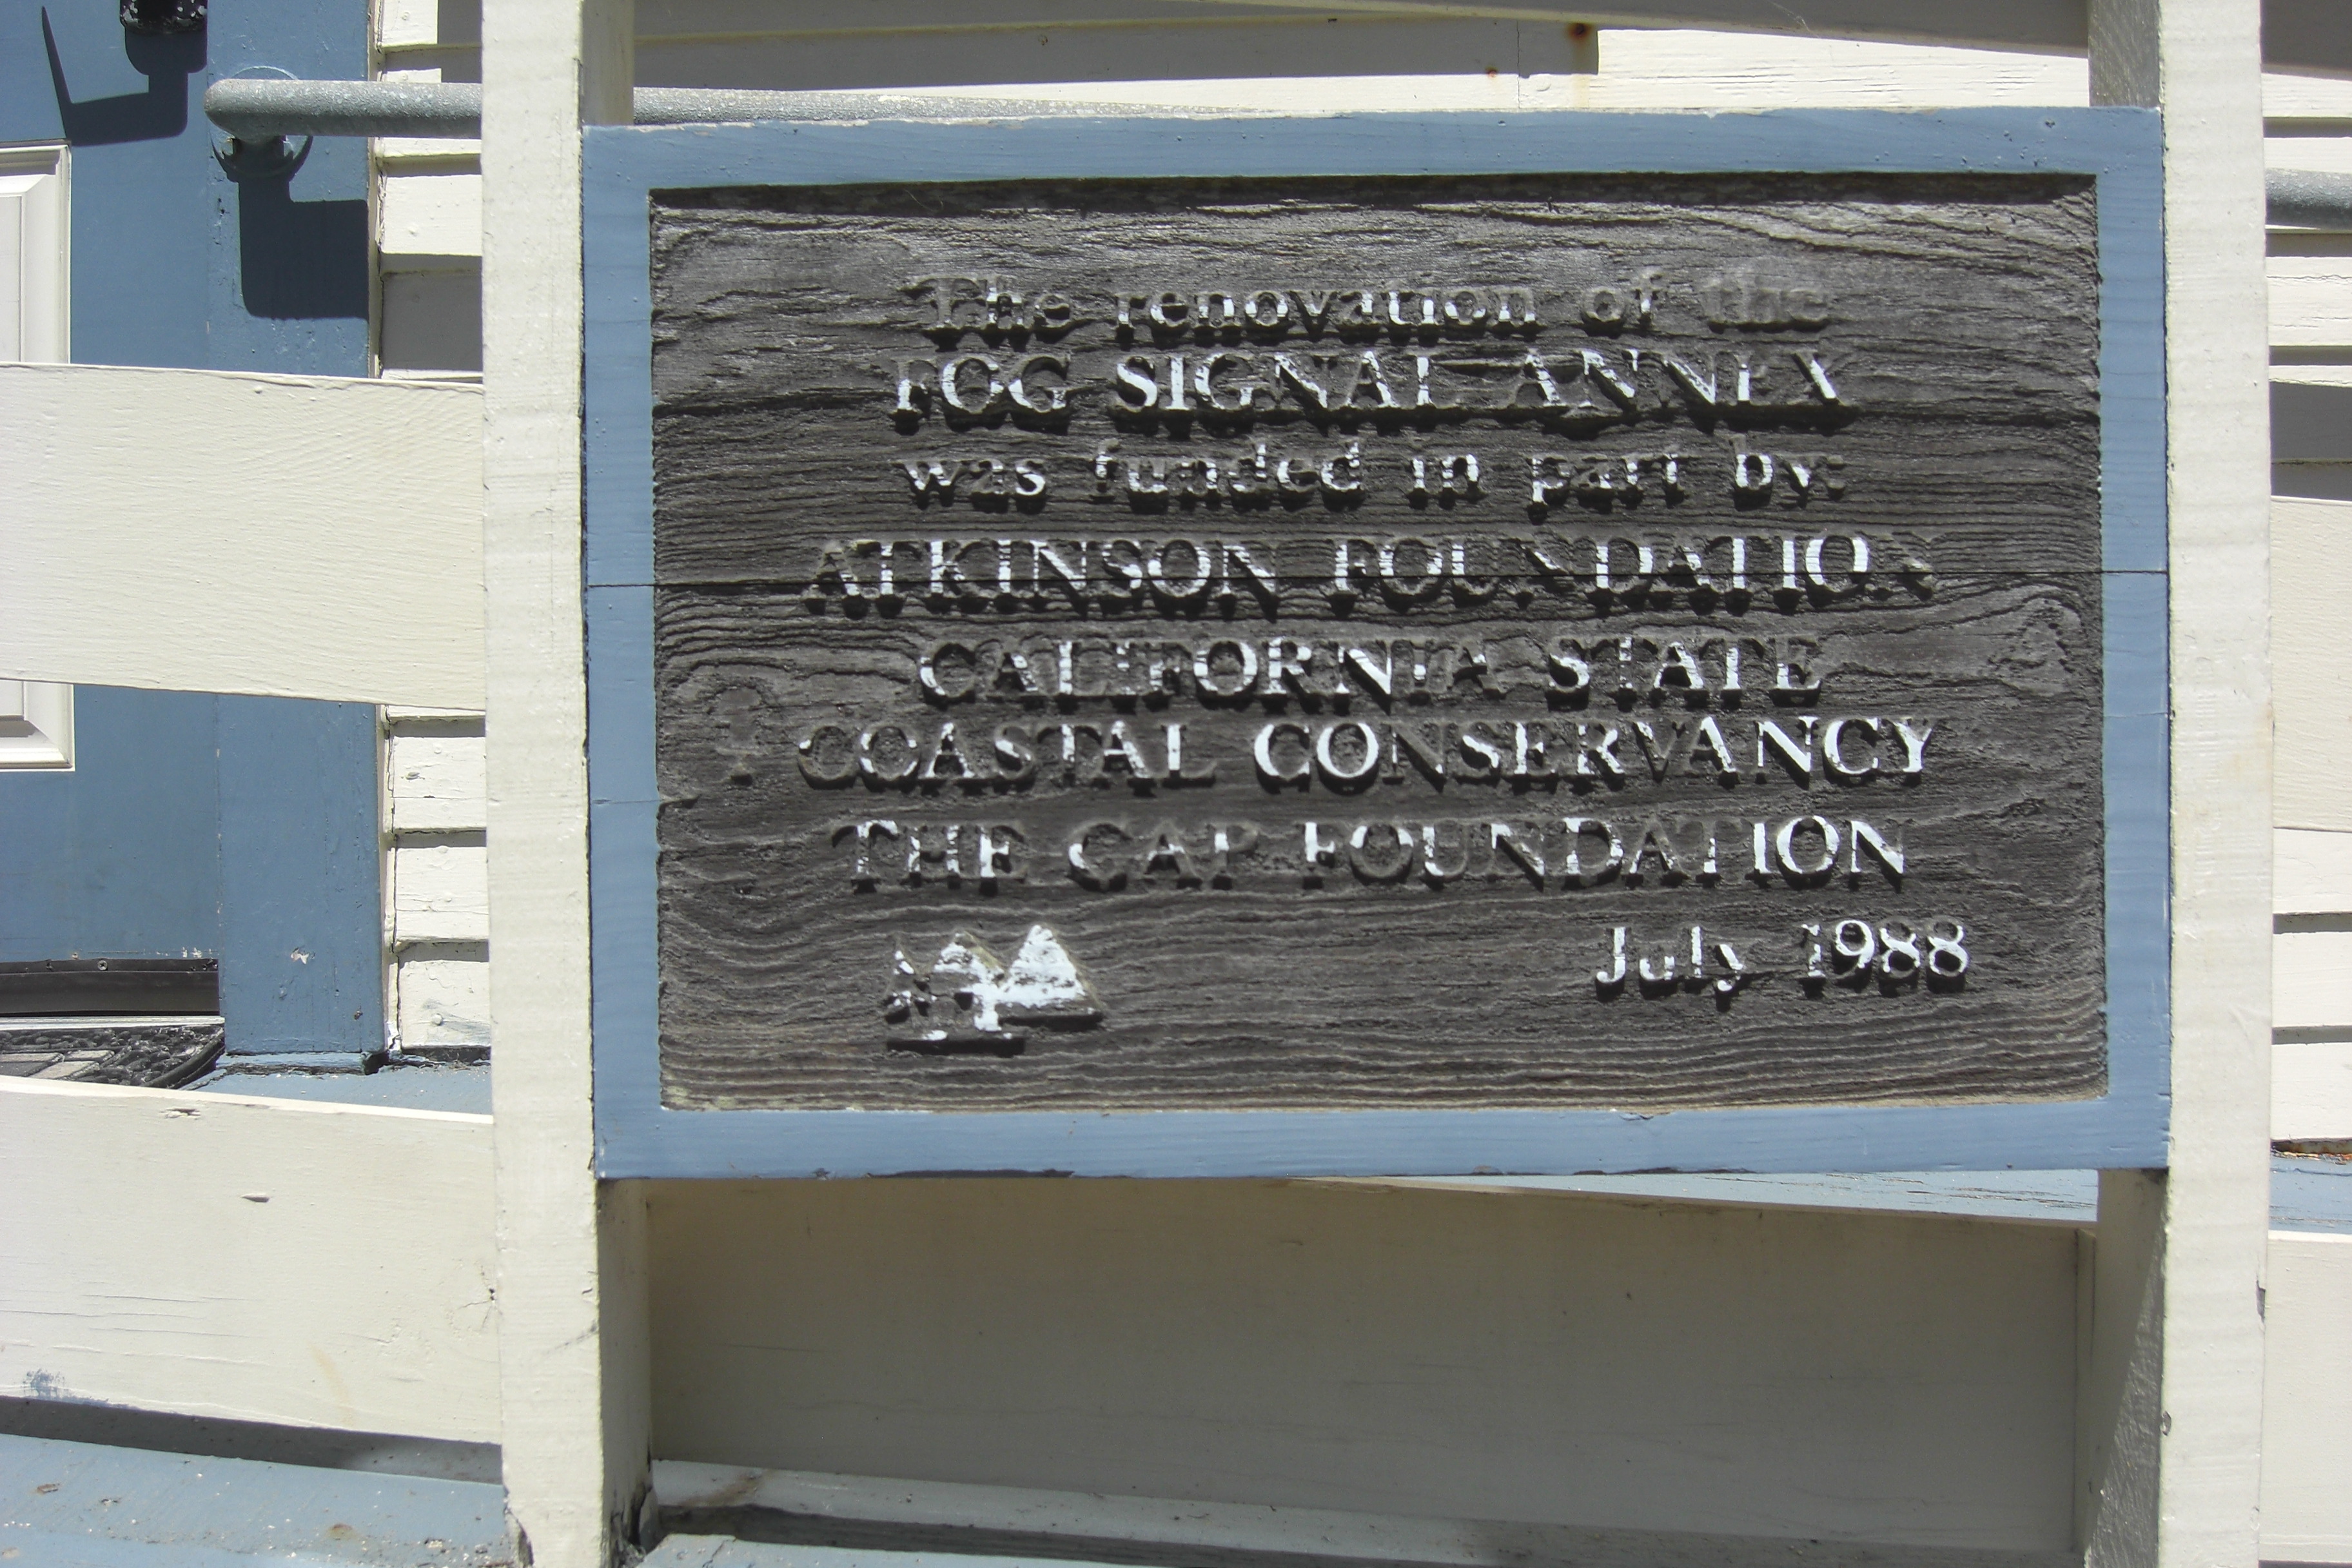 The renovation of the
FOG SIGNAL ANNEX
was funded in part by:
ATKINSON FOUNDATION
CALIFORNIA STATE
COASTAL CONSERVANCY
THE GAP FOUNDATION
July 1988